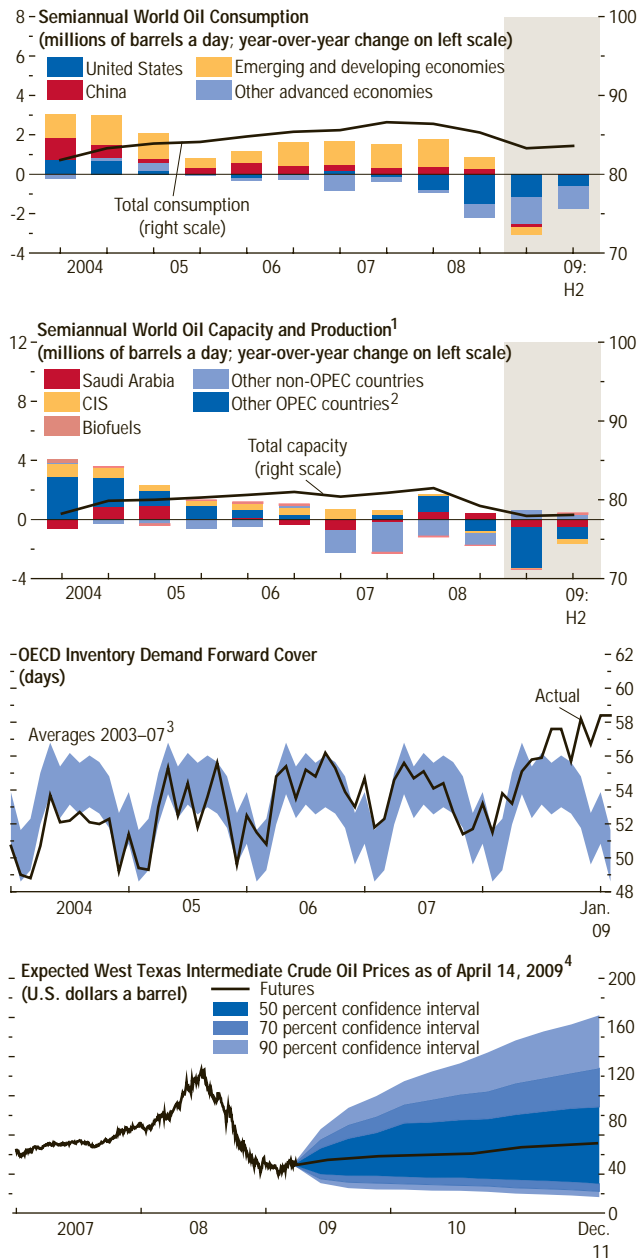 Semiannual World Oil Consumption
(millions of barrels a day; year-over-year change on left scale)
8
6
4
2
0
-2
-4
100
95
90
85
80
75
70
United States
Emerging and developing economies
China
Other advanced economies
Total consumption
(right scale)
2004 05 06 07 08 09:
H2
Semiannual World Oil Capacity and Production1
(millions of barrels a day; year-over-year change on left scale)
12
8
4
0
-4
100
90
80
70
Saudi Arabia
Other non-OPEC countries
CIS
Other OPEC countries2
Biofuels
Total capacity
(right scale)
2004 05 06 07 08 09:
H2
OECD Inventory Demand Forward Cover
(days)
62
60
58
56
54
52
50
48
Actual
Averages 2003–073
2004 05 06 07 Jan.
09
Expected West Texas Intermediate Crude Oil Prices as of April 14, 20094
(U.S. dollars a barrel)
Futures
50 percent confidence interval
70 percent confidence interval
90 percent confidence interval
200
160
120
80
40
0
2007 08 09 10 Dec.
11